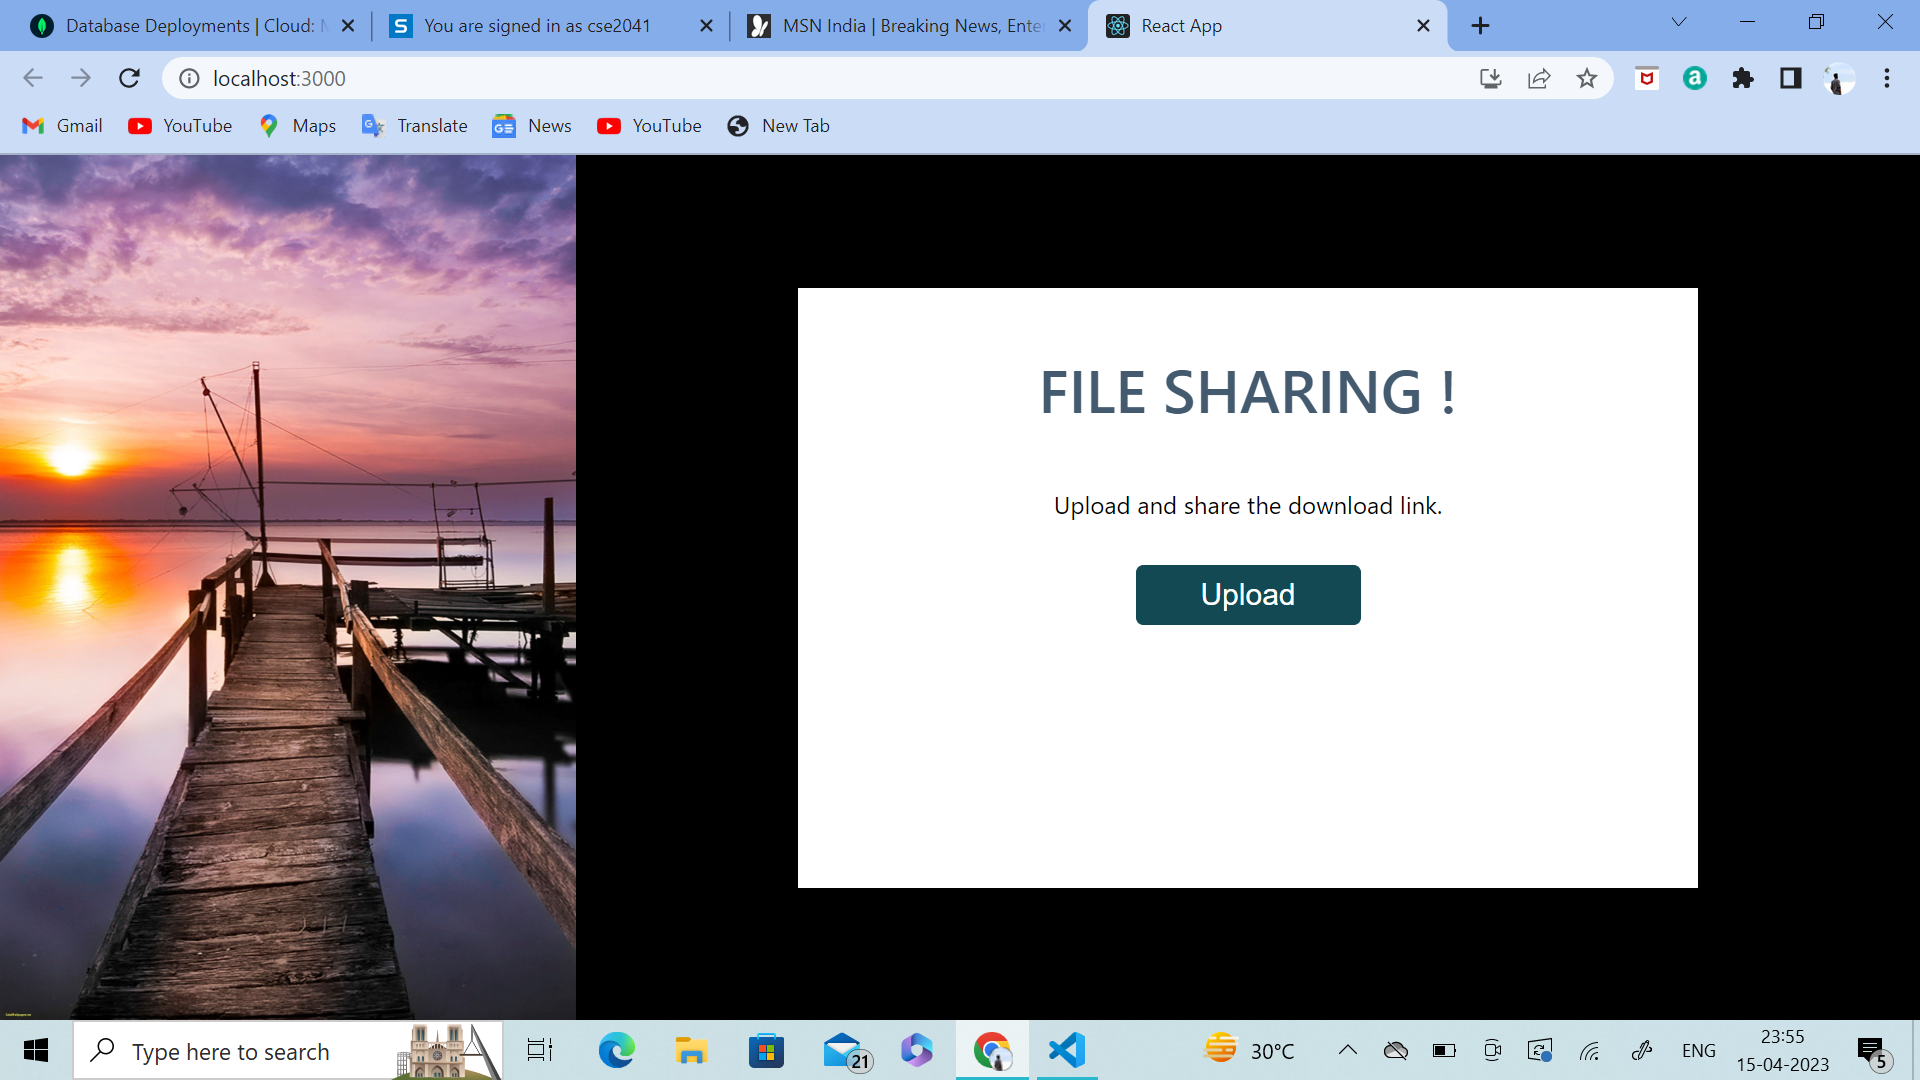 Database Deployments | Cloud:
You are signed in as cse2041
MSN India | Breaking News, Ente
React App
localhost:3000
Gmail
YouTube
Maps
Translate
News
YouTube
New Tab
FILE SHARING !
Upload and share the download link.
Upload
Type here to search
21
30°C
ENG
23:55
15-04-2023
5